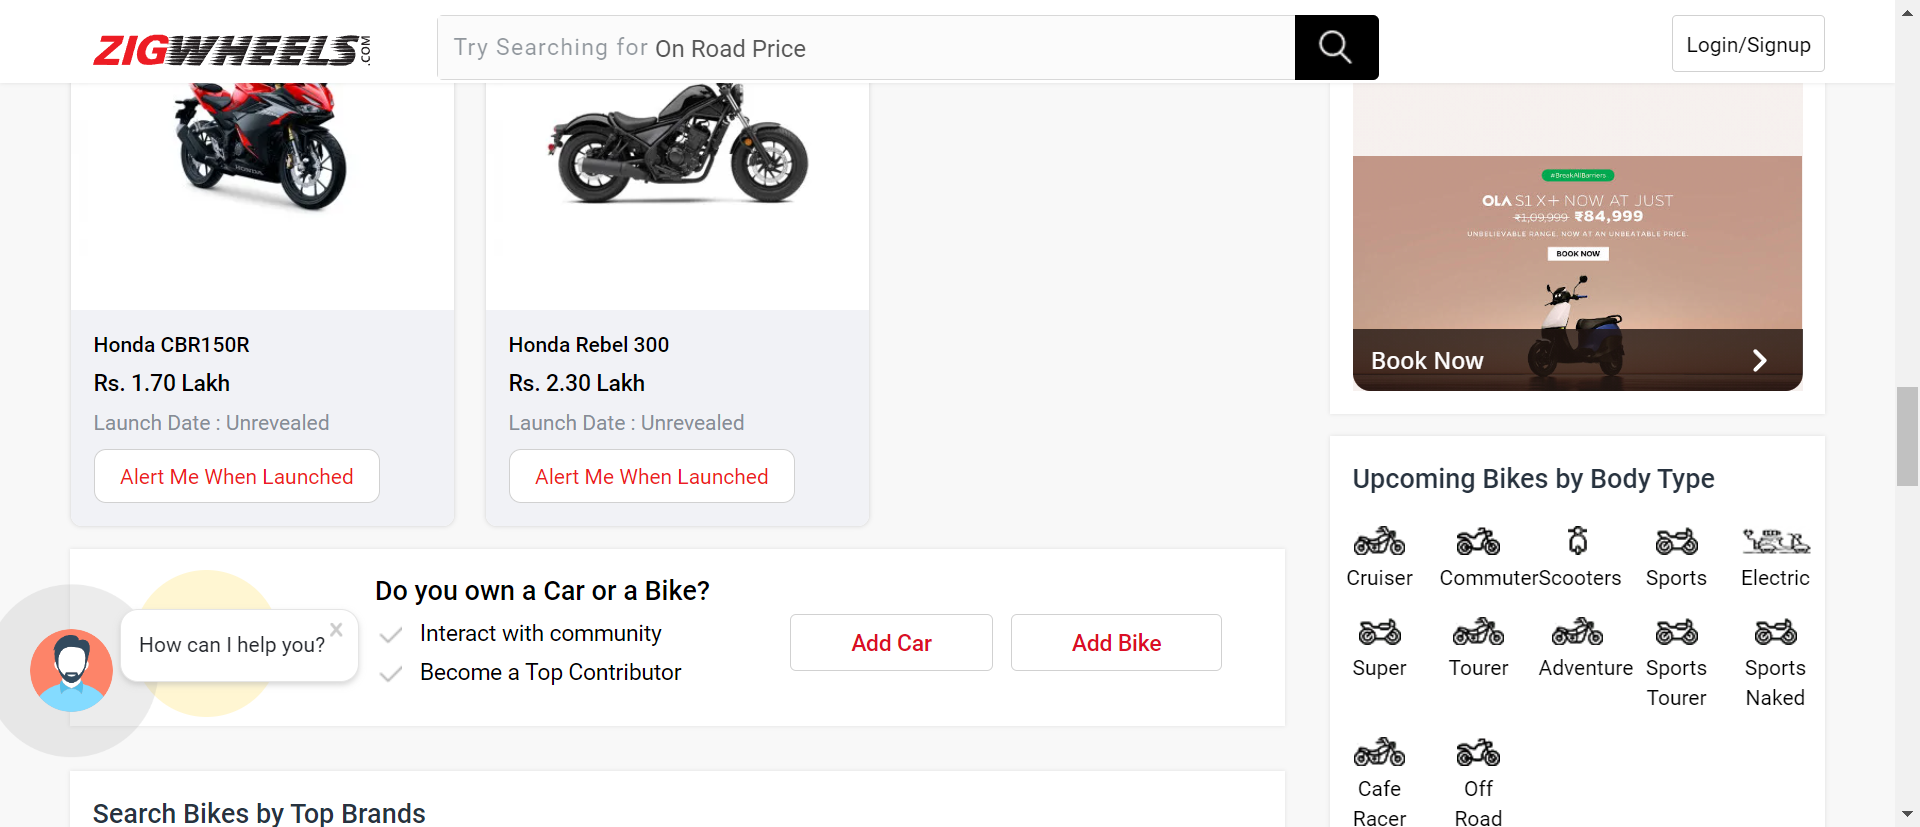 ZIGWHEELS.COM
Try Searching for On Road Price
Login/Signup
HONDA
Honda CBR150R
Rs. 1.70 Lakh
Launch Date : Unrevealed
Alert Me When Launched
Honda Rebel 300
Rs. 2.30 Lakh
Launch Date : Unrevealed
Alert Me When Launched
Do you own a Car or a Bike?
Interact with community
Become a Top Contributor
Add Car
Add Bike
How can I help you?
Search Bikes by Top Brands
#BreakAllBarriers
OLA S1 X+ NOW AT JUST
₹1,09,999 ₹84,999
UNBELIEVABLE RANGE. NOW AT AN UNBEATABLE PRICE.
BOOK NOW
Book Now
Upcoming Bikes by Body Type
Cruiser
Commuter
Scooters
Sports
Electric
Super
Tourer
Adventure
Sports
Tourer
Sports
Naked
Cafe
Racer
Off
Road